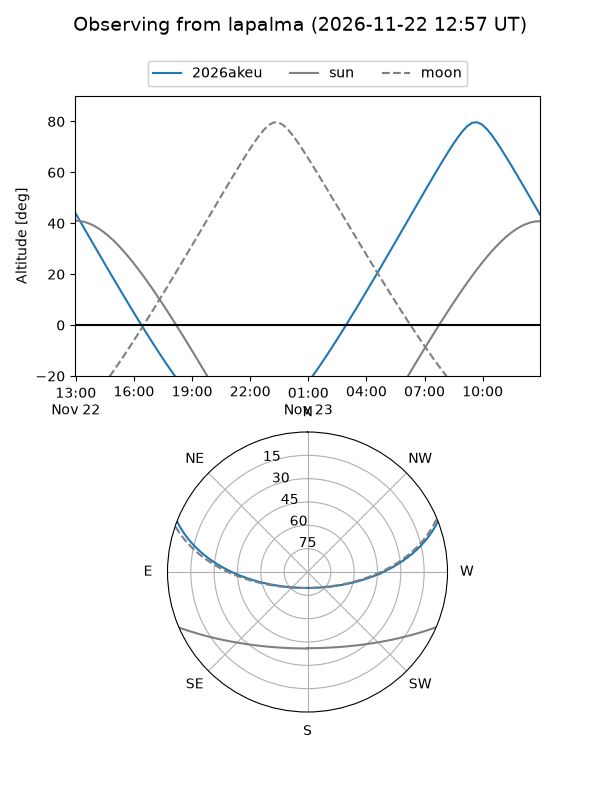 Observing from lapalma (2026-11-22 12:57 UT)
2026akeu sun moon
80
60
40
20
0
−20
Altitude [deg]
13:00 16:00 19:00 22:00 01:00 04:00 07:00 10:00
Nov 22 Nov 23
N
NE NW
15
30
45
60
75
E W
SE SW
S